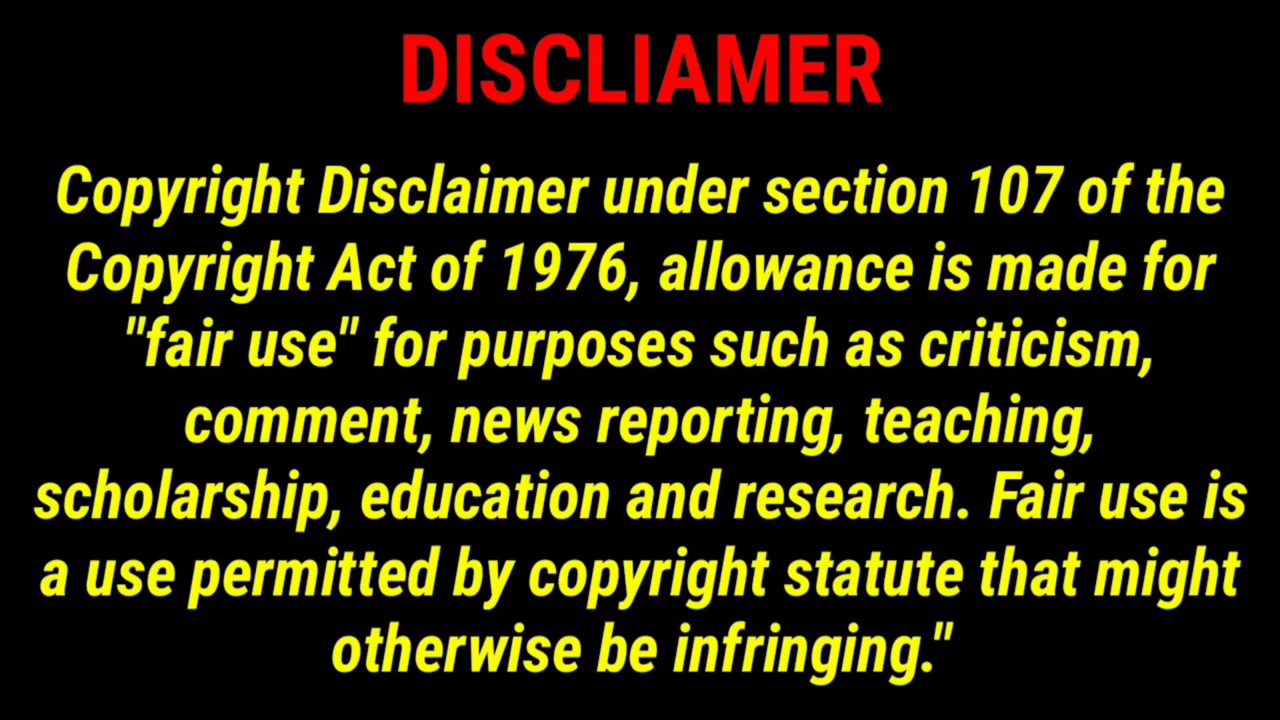 DISCLIAMER
Copyright Disclaimer under section 107 of the
Copyright Act of 1976, allowance is made for
"fair use" for purposes such as criticism,
comment, news reporting, teaching,
scholarship, education and research. Fair use is
a use permitted by copyright statute that might
otherwise be infringing."